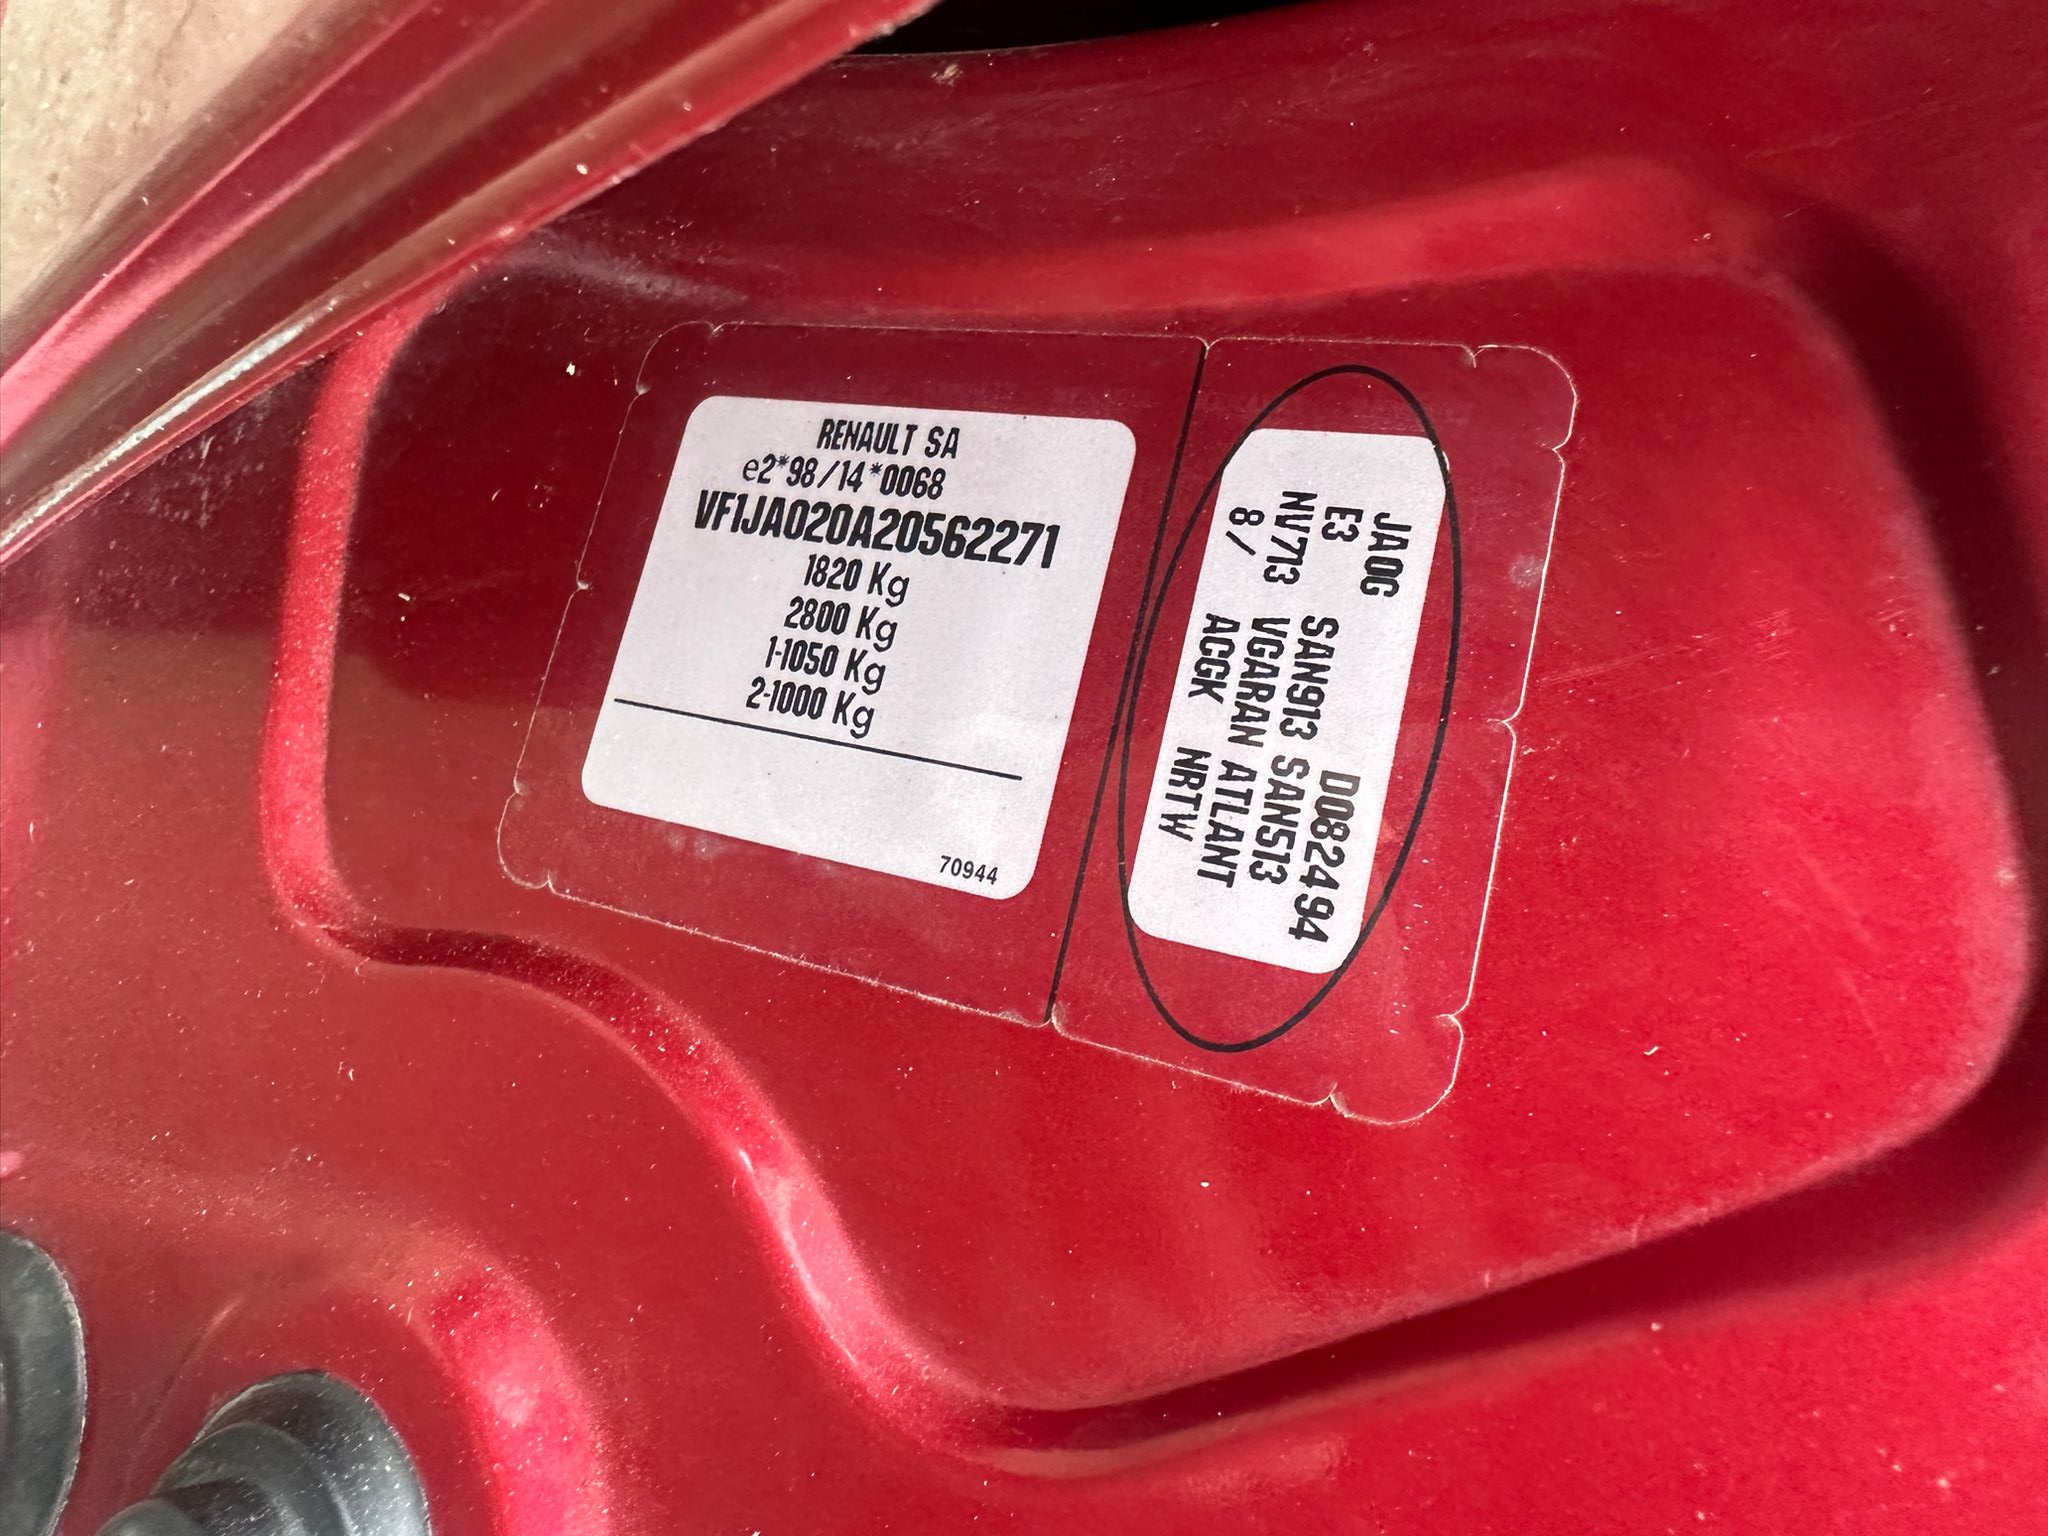 RENAULT SA
e2*98/14*0068
VF1JA020A20562271
1820 Kg
2800 Kg
1-1050 Kg
2-1000 Kg
70944
JA0G D082494
E3 SAN913 SAN513
NV713 VGARAN ATLANT
8/ ACGK NRTW